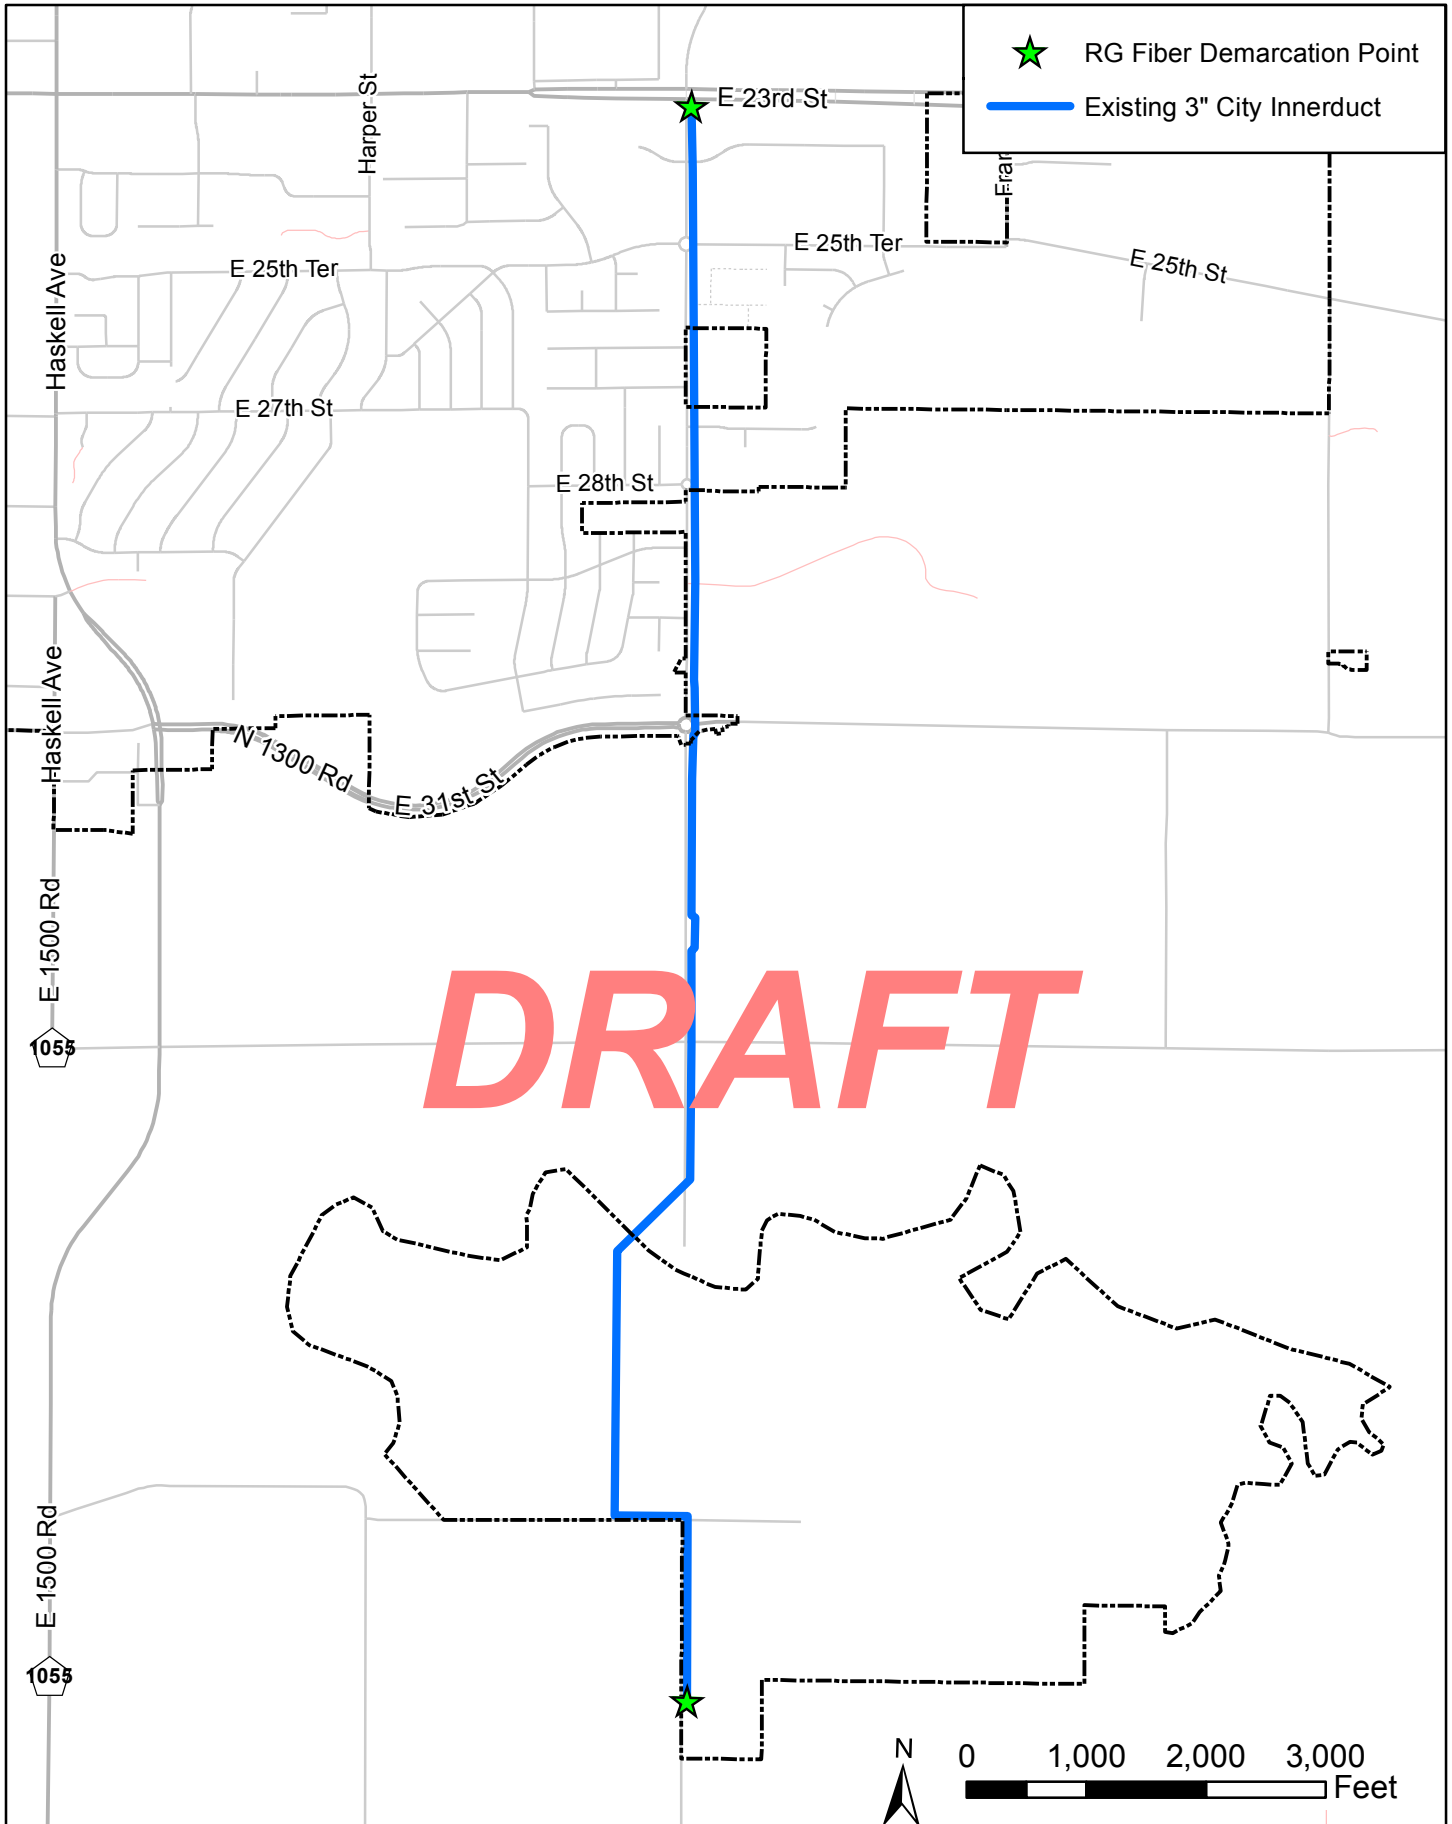 RG Fiber Demarcation Point
Existing 3" City Innerduct
E 23rd St
Harper St
Fran
E 25th Ter
E 25th St
E 25th Ter
Haskell Ave
E 27th St
E 28th St
Haskell Ave
N 1300 Rd
E 31st St
E 1500 Rd
DRAFT
1055
E 1500 Rd
1055
N
0 1,000 2,000 3,000
Feet